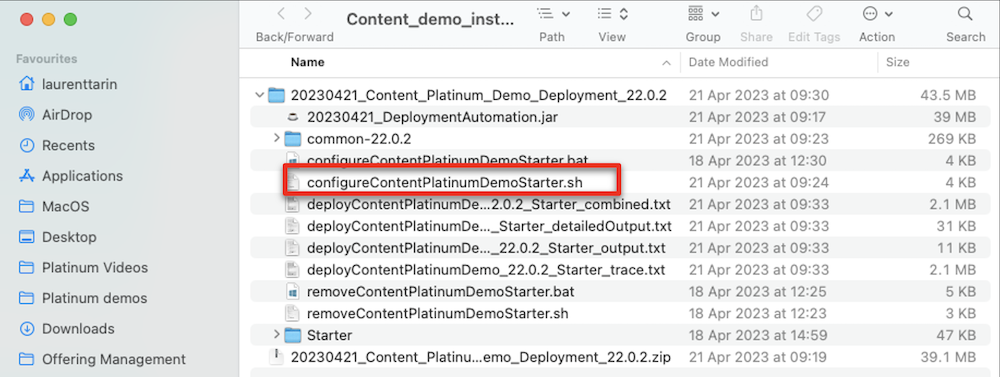 Content_demo_inst...
Back/Forward Path View Group Share Edit Tags Action Search
Favourites
laurenttarin
AirDrop
Recents
Applications
MacOS
Desktop
Platinum Videos
Platinum demos
Downloads
Offering Management
Name Date Modified Size
20230421_Content_Platinum_Demo_Deployment_22.0.2 21 Apr 2023 at 09:30 43.5 MB
20230421_DeploymentAutomation.jar 21 Apr 2023 at 09:17 39 MB
common-22.0.2 21 Apr 2023 at 09:23 269 KB
configureContentPlatinumDemoStarter.bat 18 Apr 2023 at 12:30 4 KB
configureContentPlatinumDemoStarter.sh 21 Apr 2023 at 09:24 4 KB
deployContentPlatinumDe...2.0.2_Starter_combined.txt 21 Apr 2023 at 09:33 2.1 MB
deployContentPlatinumDe..._Starter_detailedOutput.txt 21 Apr 2023 at 09:33 31 KB
deployContentPlatinumDe..._22.0.2_Starter_output.txt 21 Apr 2023 at 09:33 11 KB
deployContentPlatinumDemo_22.0.2_Starter_trace.txt 21 Apr 2023 at 09:33 2.1 MB
removeContentPlatinumDemoStarter.bat 18 Apr 2023 at 12:25 5 KB
removeContentPlatinumDemoStarter.sh 18 Apr 2023 at 12:23 3 KB
Starter 18 Apr 2023 at 14:59 47 KB
20230421_Content_Platinu...emo_Deployment_22.0.2.zip 21 Apr 2023 at 09:19 39.1 MB